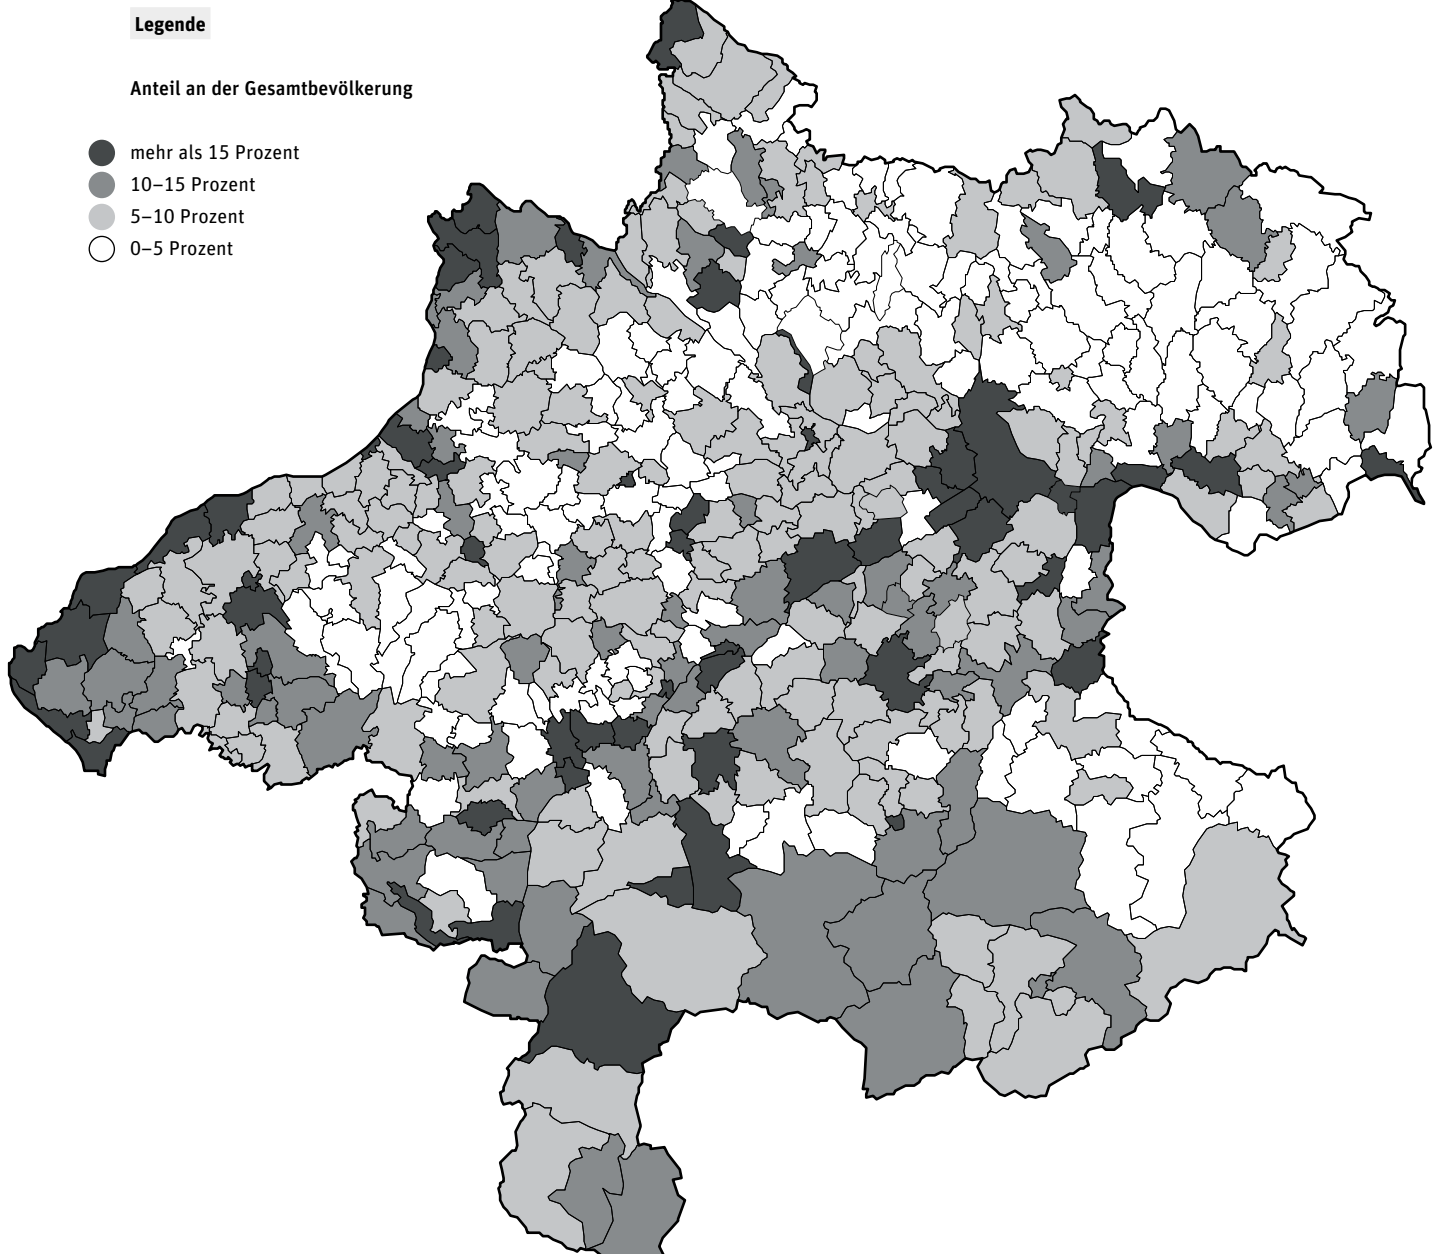 Legende
Anteil an der Gesamtbevölkerung
mehr als 15 Prozent
10–15 Prozent
5–10 Prozent
0–5 Prozent